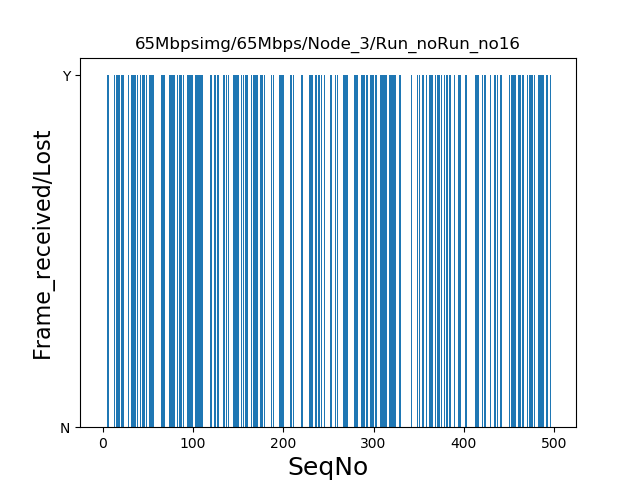 65Mbpsimg/65Mbps/Node_3/Run_noRun_no16
Frame_received/Lost
Y
N
0 100 200 300 400 500
SeqNo